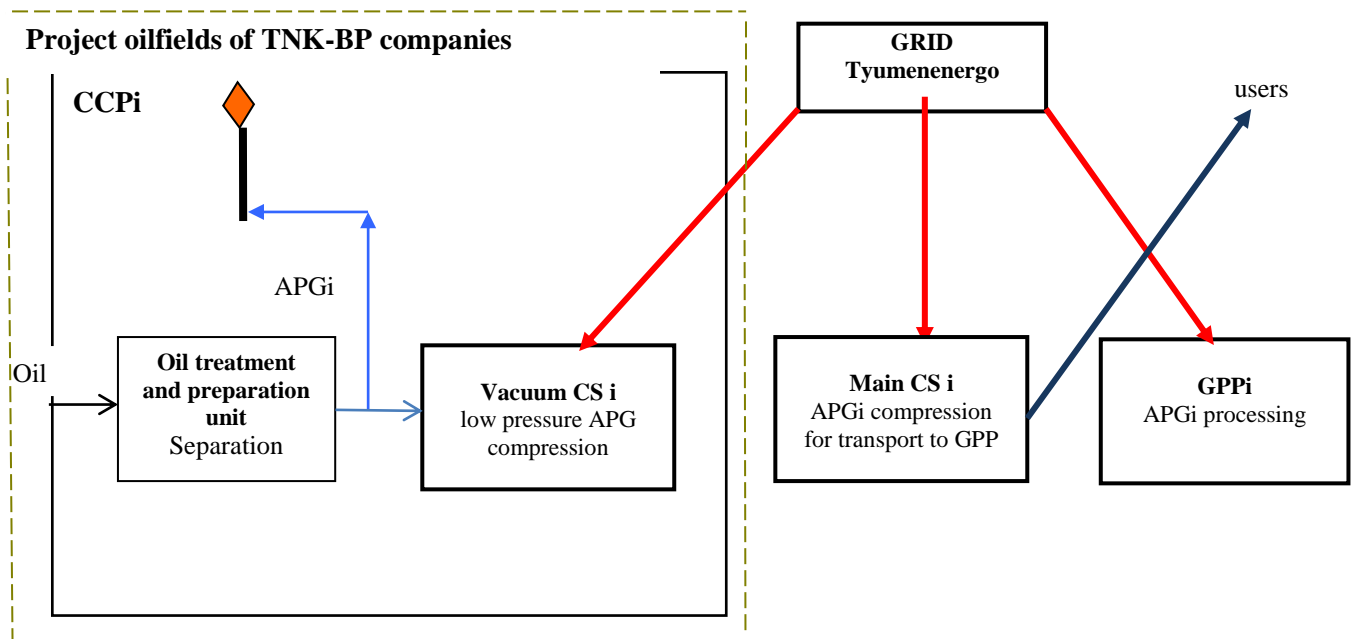 Project oilfields of TNK-BP companies
GRID
Tyumenenergo
users
CCPi
APGi
Oil
Oil treatment
and preparation
unit
Separation
Vacuum CS i
low pressure APG
compression
Main CS i
APGi compression
for transport to GPP
GPPi
APGi processing